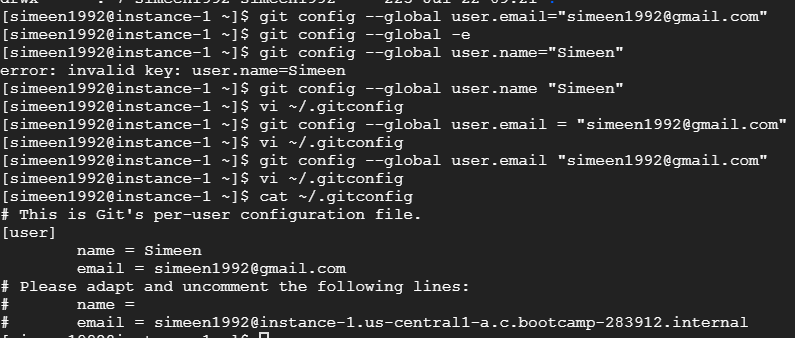 [simeen1992@instance-1 ~]$ git config --global user.email="simeen1992@gmail.com"
[simeen1992@instance-1 ~]$ git config --global -e
[simeen1992@instance-1 ~]$ git config --global user.name="Simeen"
error: invalid key: user.name=Simeen
[simeen1992@instance-1 ~]$ git config --global user.name "Simeen"
[simeen1992@instance-1 ~]$ vi ~/.gitconfig
[simeen1992@instance-1 ~]$ git config --global user.email = "simeen1992@gmail.com"
[simeen1992@instance-1 ~]$ vi ~/.gitconfig
[simeen1992@instance-1 ~]$ git config --global user.email "simeen1992@gmail.com"
[simeen1992@instance-1 ~]$ vi ~/.gitconfig
[simeen1992@instance-1 ~]$ cat ~/.gitconfig
# This is Git's per-user configuration file.
[user]
        name = Simeen
        email = simeen1992@gmail.com
# Please adapt and uncomment the following lines:
#       name =
#       email = simeen1992@instance-1.us-central1-a.c.bootcamp-283912.internal